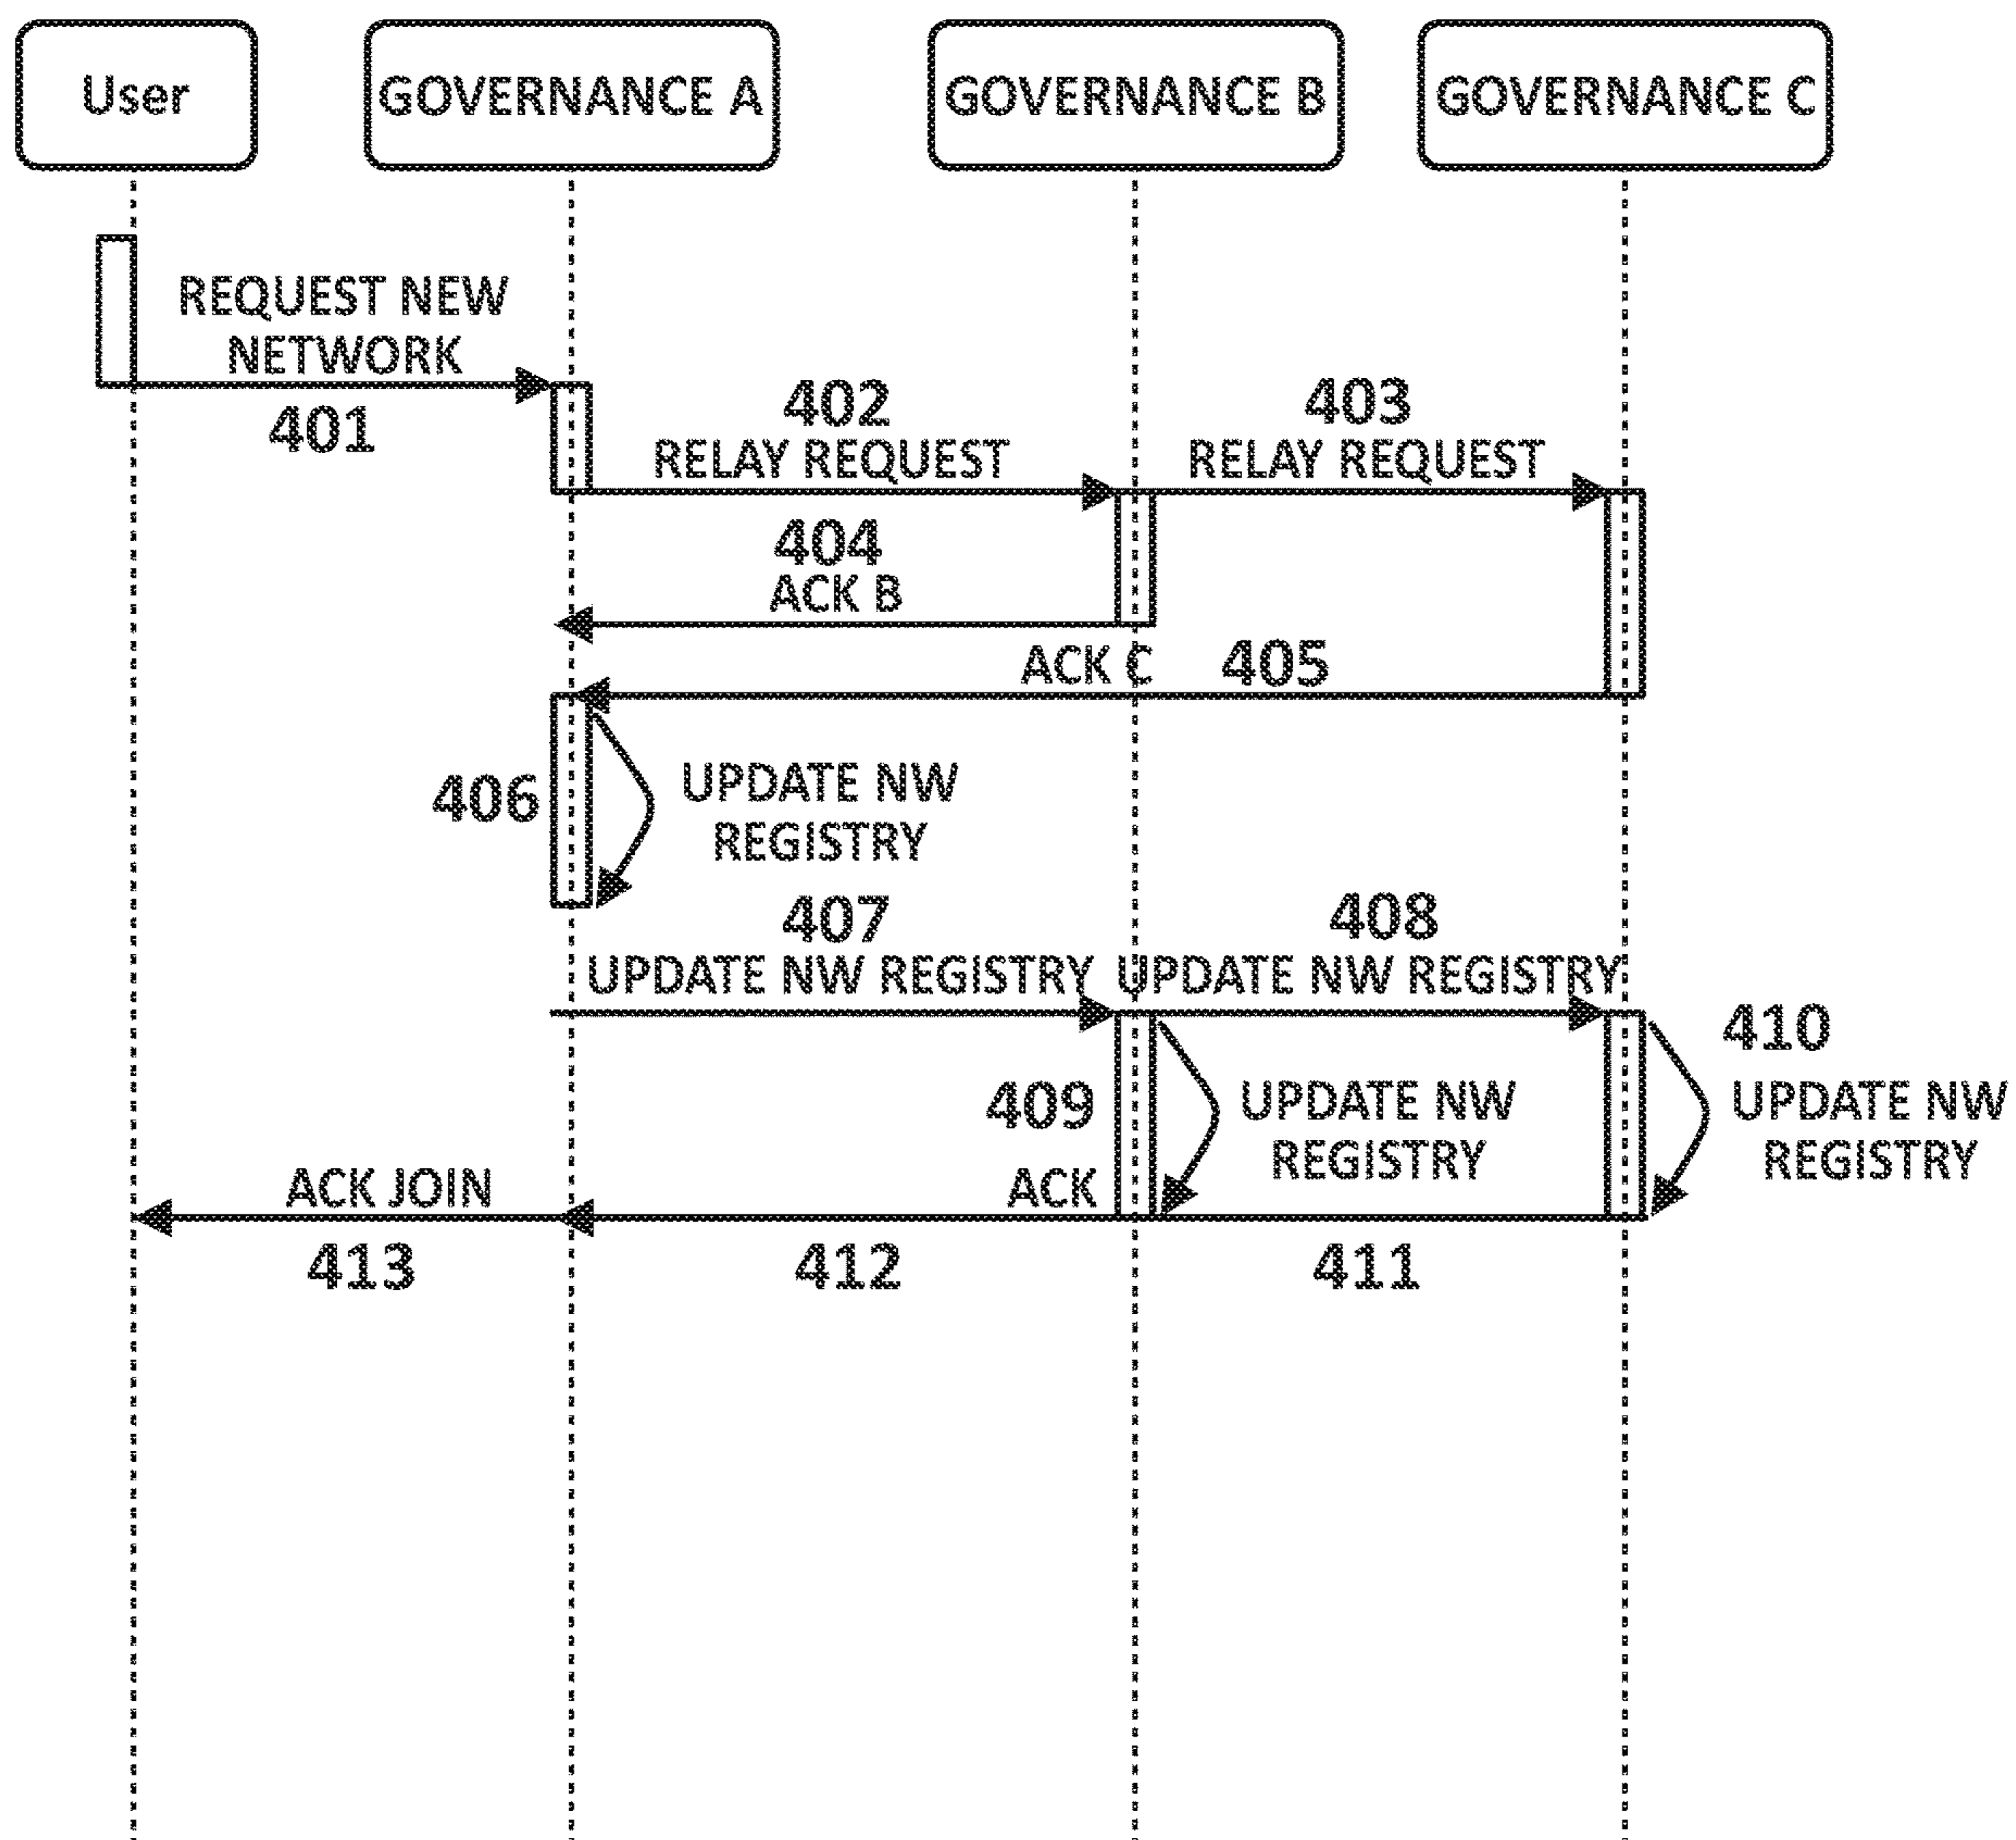 User
GOVERNANCE A
GOVERNANCE B
GOVERNANCE C
REQUEST NEW
NETWORK
401
402
RELAY REQUEST
403
RELAY REQUEST
404
ACK B
ACK C
405
406
UPDATE NW
REGISTRY
407
UPDATE NW REGISTRY
408
UPDATE NW REGISTRY
409
UPDATE NW
REGISTRY
410
UPDATE NW
REGISTRY
ACK JOIN
ACK
413
412
411